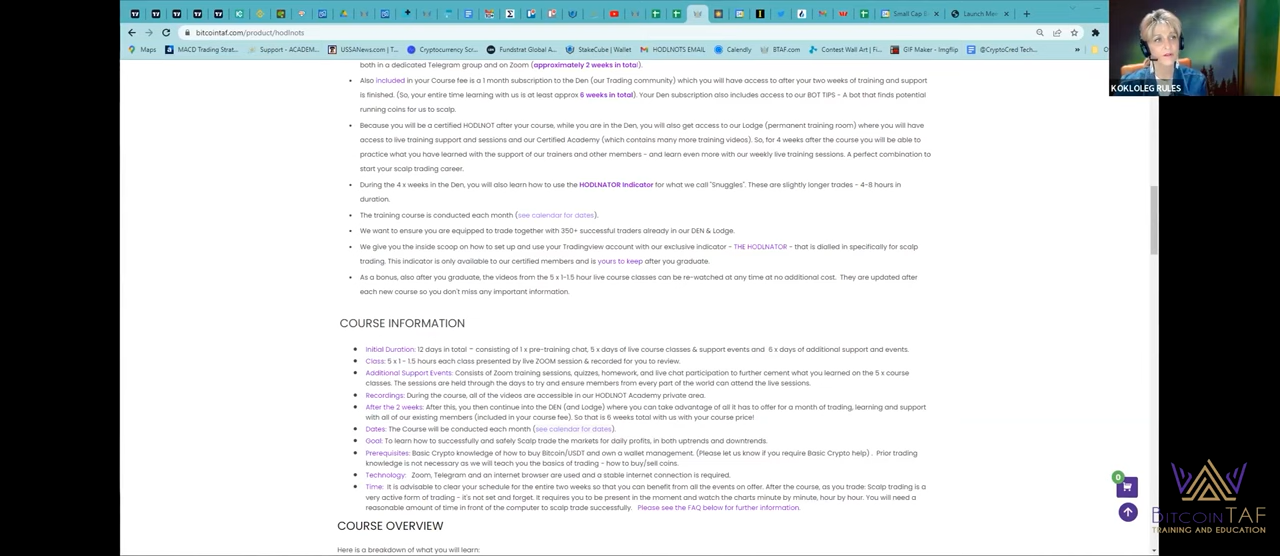 Small Cap E
Launch Me
bitcointaf.com/product/hodlnots
Maps
MACD Trading Strat...
Support - ACADEM...
USSANews.com | T...
Cryptocurrency Scr...
Fundstrat Global A...
StakeCube | Wallet
HODLNOTS EMAIL
Calendly
BTAF.com
Contest Wall Art | F...
GIF Maker - Imgflip
@CryptoCred Tech...
»
KOKLOLEG RULES
both in a dedicated Telegram group and on Zoom (approximately 2 weeks in total).
Also included in your Course fee is a 1 month subscription to the Den (our Trading community) which you will have access to after your two weeks of training and support
is finished. (So, your entire time learning with us is at least approx 6 weeks in total). Your Den subscription also includes access to our BOT TIPS - A bot that finds potential
running coins for us to scalp.
Because you will be a certified HODLNOT after your course, while you are in the Den, you will also get access to our Lodge (permanent training room) where you will have
access to live training support and sessions and our Certified Academy (which contains many more training videos). So, for 4 weeks after the course you will be able to
practice what you have learned with the support of our trainers and other members - and learn even more with our weekly live training sessions. A perfect combination to
start your scalp trading career.
During the 4 x weeks in the Den, you will also learn how to use the HODLNATOR Indicator for what we call "Snuggles". These are slightly longer trades - 4-8 hours in
duration.
The training course is conducted each month (see calendar for dates).
We want to ensure you are equipped to trade together with 350+ successful traders already in our DEN & Lodge.
We give you the inside scoop on how to set up and use your Tradingview account with our exclusive indicator - THE HODLNATOR - that is dialled in specifically for scalp
trading. This indicator is only available to our certified members and is yours to keep after you graduate.
As a bonus, also after you graduate, the videos from the 5 x 1-1.5 hour live course classes can be re-watched at any time at no additional cost. They are updated after
each new course so you don't miss any important information.
COURSE INFORMATION
Initial Duration: 12 days in total - consisting of 1 x pre-training chat, 5 x days of live course classes & support events and 6 x days of additional support and events.
Class: 5 x 1 - 1.5 hours each class presented by live ZOOM session & recorded for you to review.
Additional Support Events: Consists of Zoom training sessions, quizzes, homework, and live chat participation to further cement what you learned on the 5 x course
classes. The sessions are held through the days to try and ensure members from every part of the world can attend the live sessions.
Recordings: During the course, all of the videos are accessible in our HODLNOT Academy private area.
After the 2 weeks: After this, you then continue into the DEN (and Lodge) where you can take advantage of all it has to offer for a month of trading, learning and support
with all of our existing members (included in your course fee). So that is 6 weeks total with us with your course price!
Dates: The Course will be conducted each month (see calendar for dates).
Goal: To learn how to successfully and safely Scalp trade the markets for daily profits, in both uptrends and downtrends.
Prerequisites: Basic Crypto knowledge of how to buy Bitcoin/USDT and own a wallet management. (Please let us know if you require Basic Crypto help) . Prior trading
knowledge is not necessary as we will teach you the basics of trading - how to buy/sell coins.
Technology: Zoom, Telegram and an internet browser are used and a stable internet connection is required.
Time: It is advisable to clear your schedule for the entire two weeks so that you can benefit from all the events on offer. After the course, as you trade: Scalp trading is a
very active form of trading - it's not set and forget. It requires you to be present in the moment and watch the charts minute by minute, hour by hour. You will need a
reasonable amount of time in front of the computer to scalp trade successfully. Please see the FAQ below for further information.
0
BITCOINTAF
TRAINING AND EDUCATION
COURSE OVERVIEW
Here is a breakdown of what you will learn: